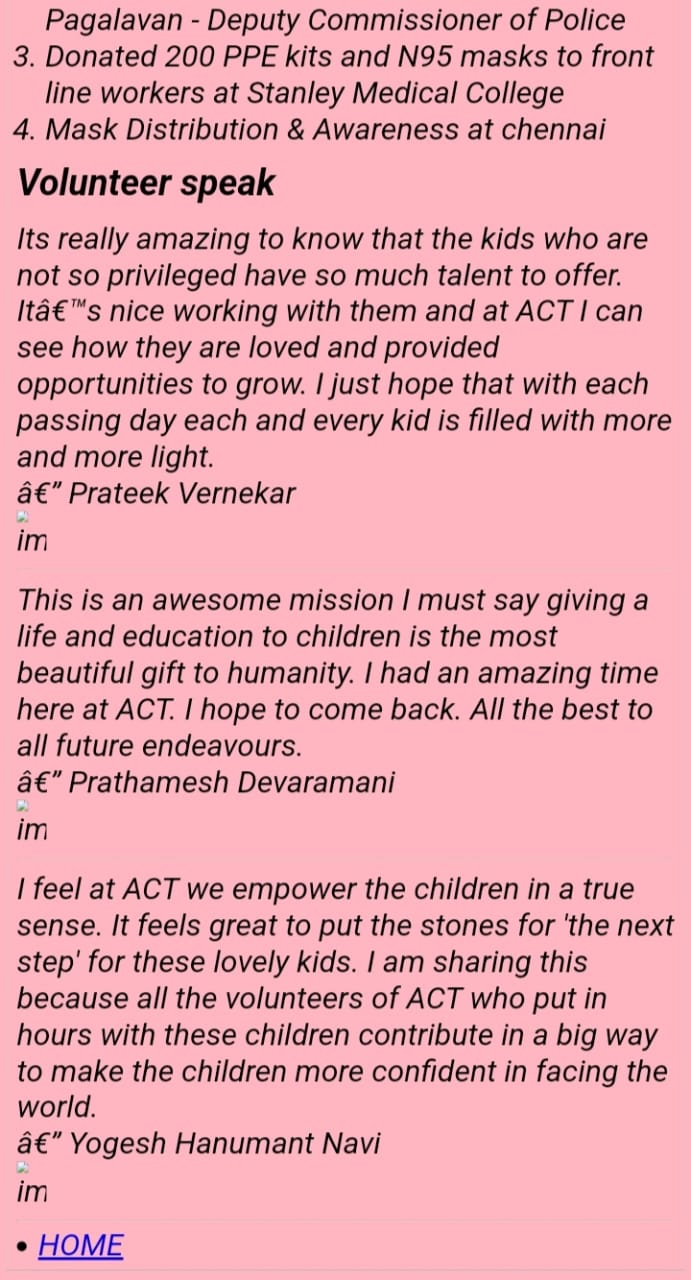 Pagalavan - Deputy Commissioner of Police
3. Donated 200 PPE kits and N95 masks to front
line workers at Stanley Medical College
4. Mask Distribution & Awareness at chennai
Volunteer speak
Its really amazing to know that the kids who are
not so privileged have so much talent to offer.
Itâ€™s nice working with them and at ACT I can
see how they are loved and provided
opportunities to grow. I just hope that with each
passing day each and every kid is filled with more
and more light.
â€” Prateek Vernekar
im
This is an awesome mission I must say giving a
life and education to children is the most
beautiful gift to humanity. I had an amazing time
here at ACT. I hope to come back. All the best to
all future endeavours.
â€” Prathamesh Devaramani
im
I feel at ACT we empower the children in a true
sense. It feels great to put the stones for 'the next
step' for these lovely kids. I am sharing this
because all the volunteers of ACT who put in
hours with these children contribute in a big way
to make the children more confident in facing the
world.
â€” Yogesh Hanumant Navi
im
• HOME